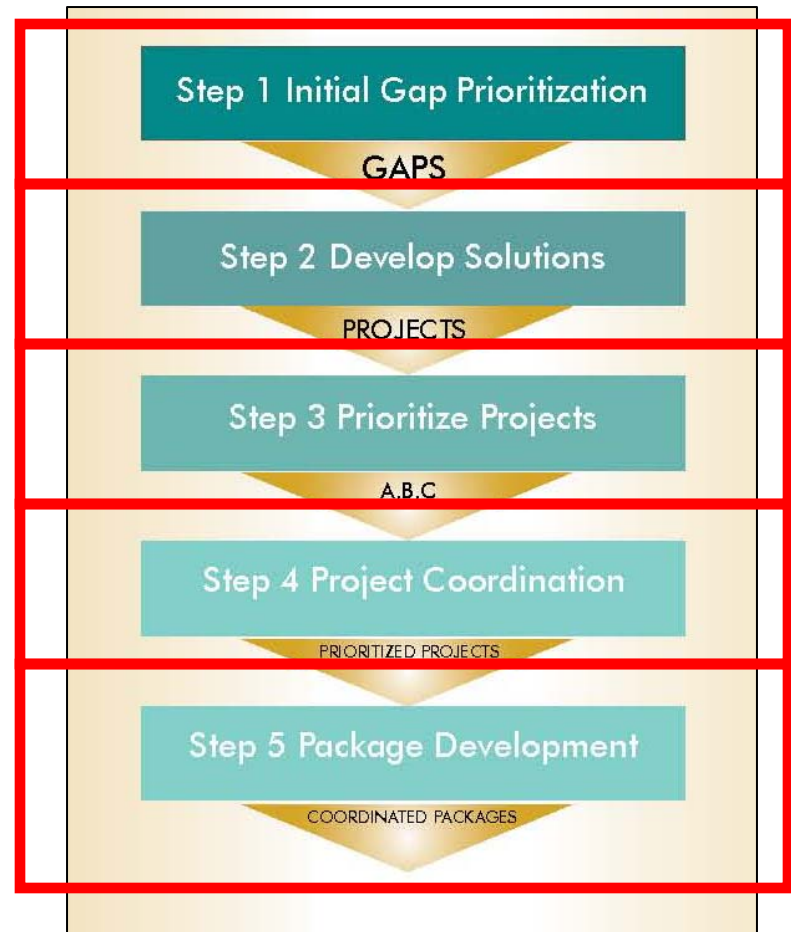 Step 1 Initial Gap Prioritization
GAPS
Step 2 Develop Solutions
PROJECTS
Step 3 Prioritize Projects
A,B,C
Step 4 Project Coordination
PRIORITIZED PROJECTS
Step 5 Package Development
COORDINATED PACKAGES